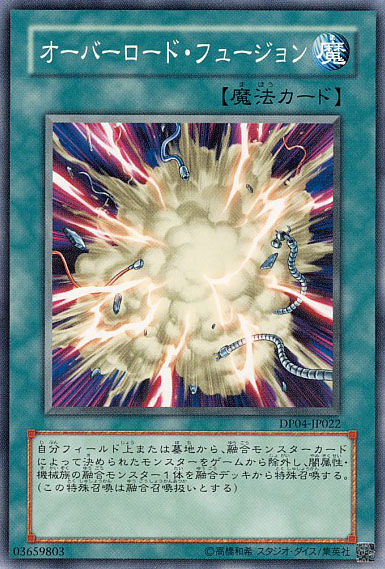 オーバーロード・フュージョン 魔
【魔法カード】
DP04-JP022
自分フィールド上または墓地から、融合モンスターカード
によって決められたモンスターをゲームから除外し、闇属性・
機械族の融合モンスター1体を融合デッキから特殊召喚する。
(この特殊召喚は融合召喚扱いとする)
03659803 ©高橋和希 スタジオ・ダイス/集英社